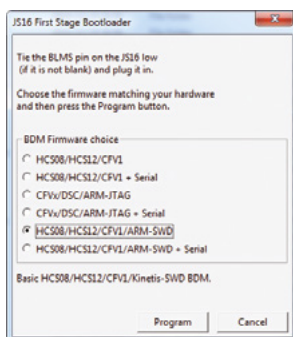 JS16 First Stage Bootloader
Tie the BLMS pin on the JS16 low
(if it is not blank) and plug it in.
Choose the firmware matching your hardware
and then press the Program button.
BDM Firmware choice
HCS08/HCS12/CFV1
HCS08/HCS12/CFV1 + Serial
CFVx/DSC/ARM-JTAG
CFVx/DSC/ARM-JTAG + Serial
HCS08/HCS12/CFV1/ARM-SWD
HCS08/HCS12/CFV1/ARM-SWD + Serial
Basic HCS08/HCS12/CFV1/Kinetis-SWD BDM.
Program Cancel